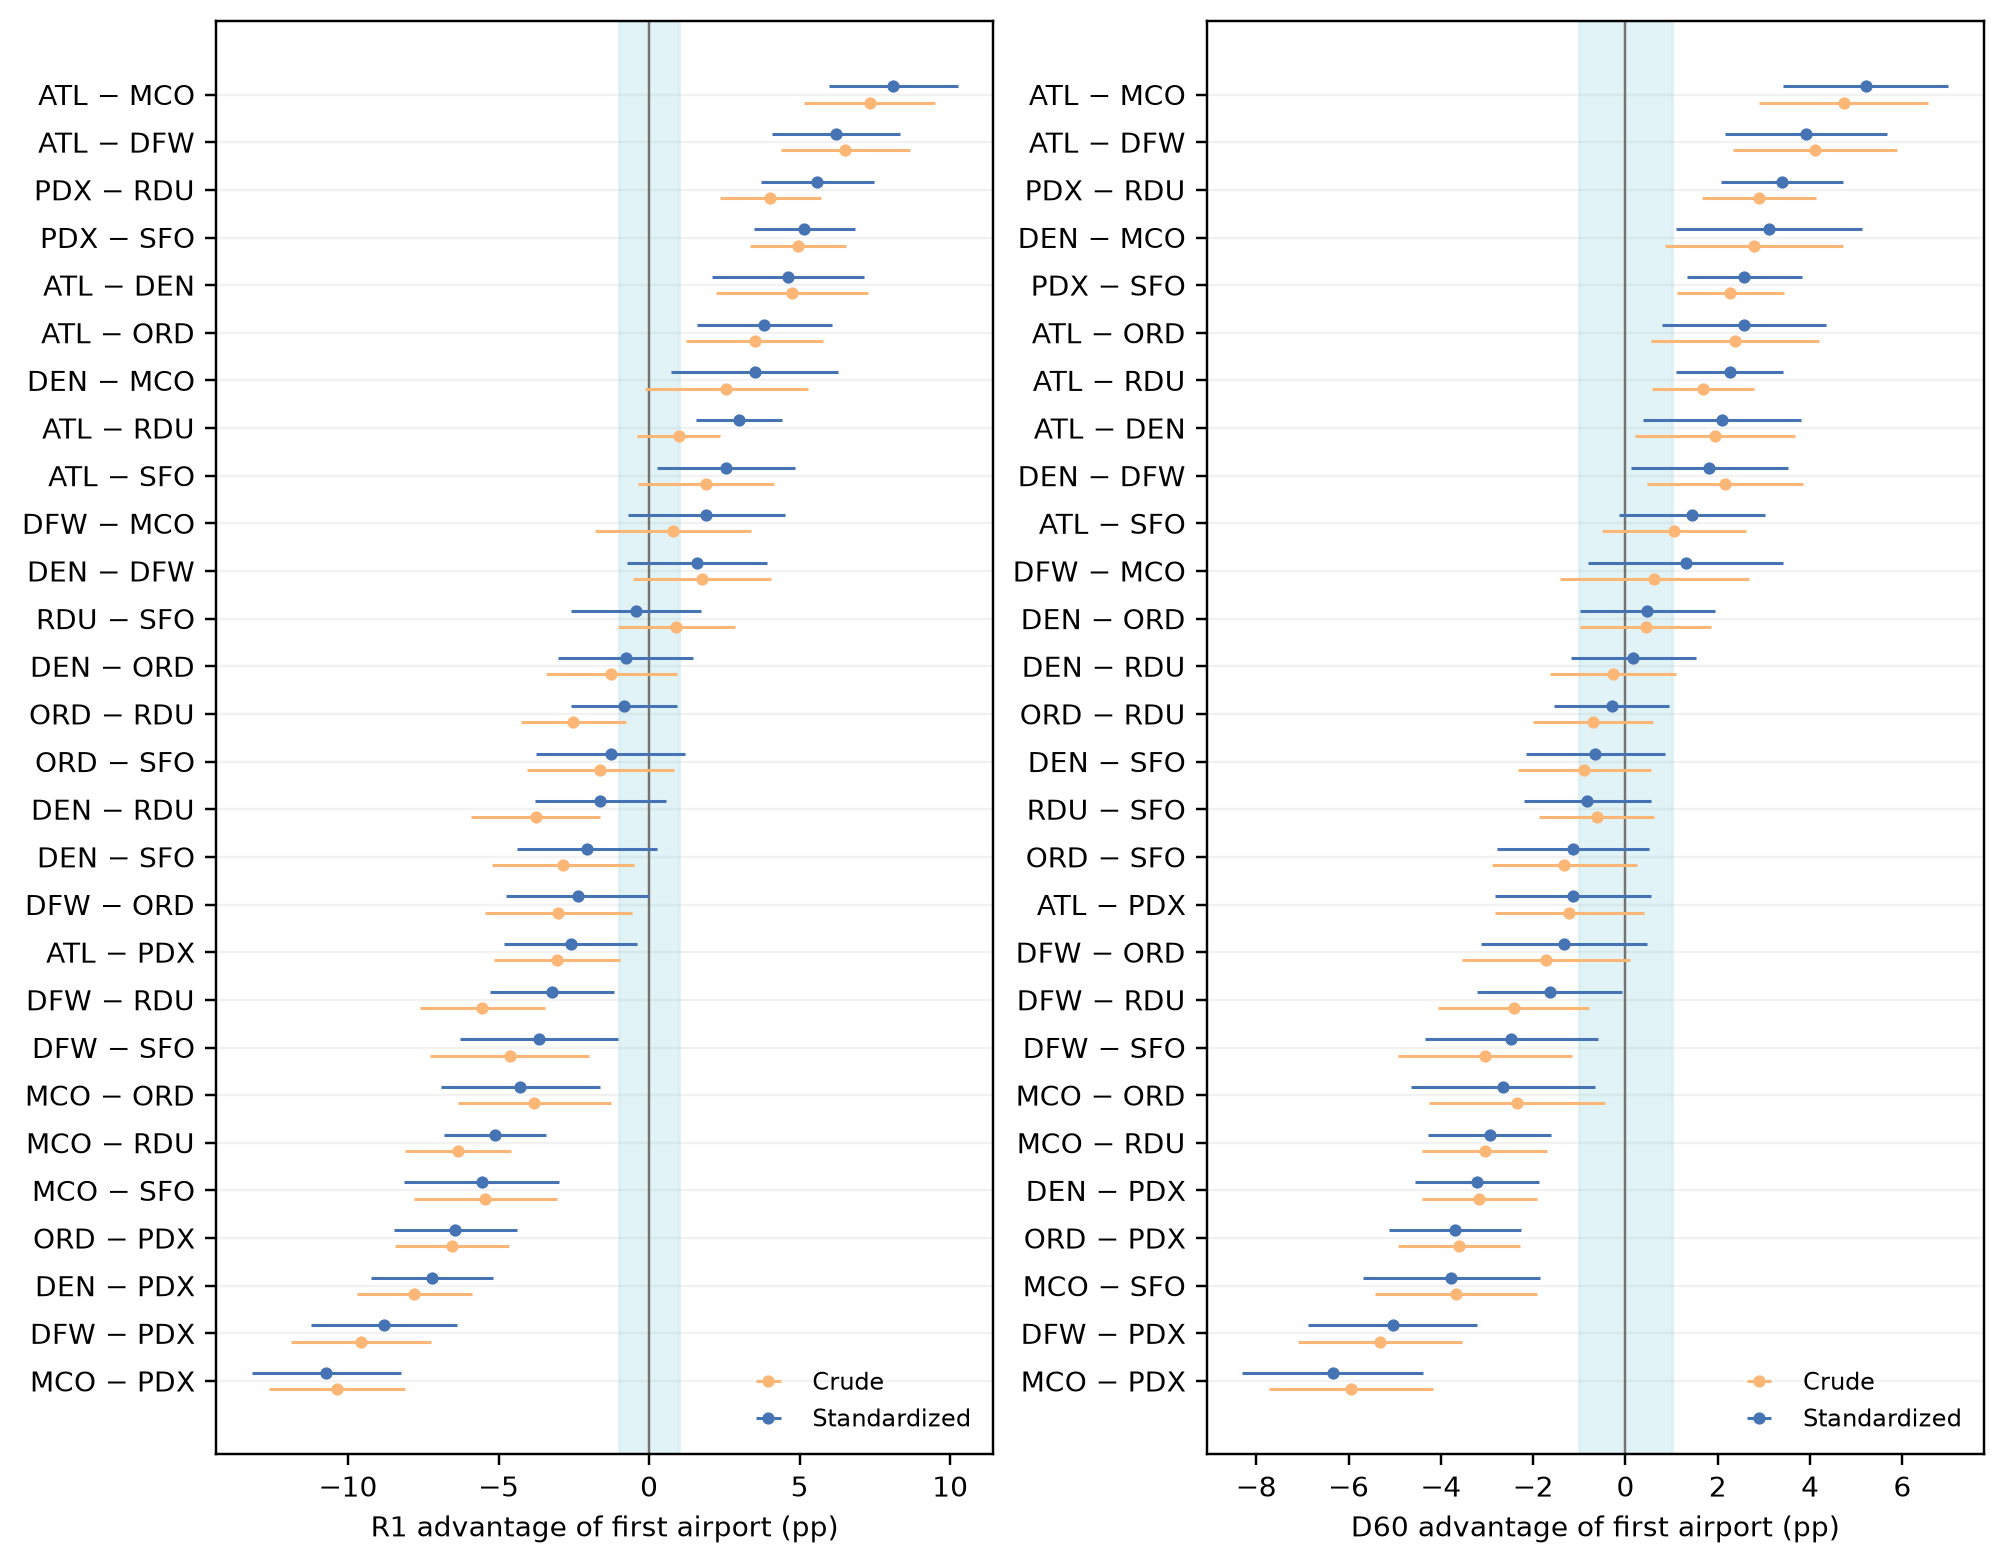 ATL − MCO
ATL − DFW
PDX − RDU
PDX − SFO
ATL − DEN
ATL − ORD
DEN − MCO
ATL − RDU
ATL − SFO
DFW − MCO
DEN − DFW
RDU − SFO
DEN − ORD
ORD − RDU
ORD − SFO
DEN − RDU
DEN − SFO
DFW − ORD
ATL − PDX
DFW − RDU
DFW − SFO
MCO − ORD
MCO − RDU
MCO − SFO
ORD − PDX
DEN − PDX
DFW − PDX
MCO − PDX
Crude
Standardized
−10 −5 0 5 10
R1 advantage of first airport (pp)
ATL − MCO
ATL − DFW
PDX − RDU
DEN − MCO
PDX − SFO
ATL − ORD
ATL − RDU
ATL − DEN
DEN − DFW
ATL − SFO
DFW − MCO
DEN − ORD
DEN − RDU
ORD − RDU
DEN − SFO
RDU − SFO
ORD − SFO
ATL − PDX
DFW − ORD
DFW − RDU
DFW − SFO
MCO − ORD
MCO − RDU
DEN − PDX
ORD − PDX
MCO − SFO
DFW − PDX
MCO − PDX
Crude
Standardized
−8 −6 −4 −2 0 2 4 6
D60 advantage of first airport (pp)